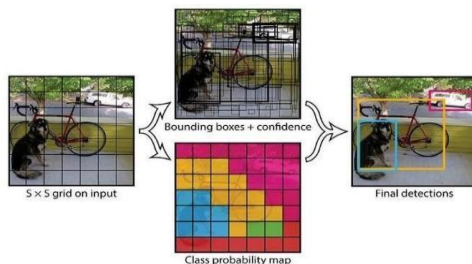 S × S grid on input
Bounding boxes + confidence
Class probability map
Final detections